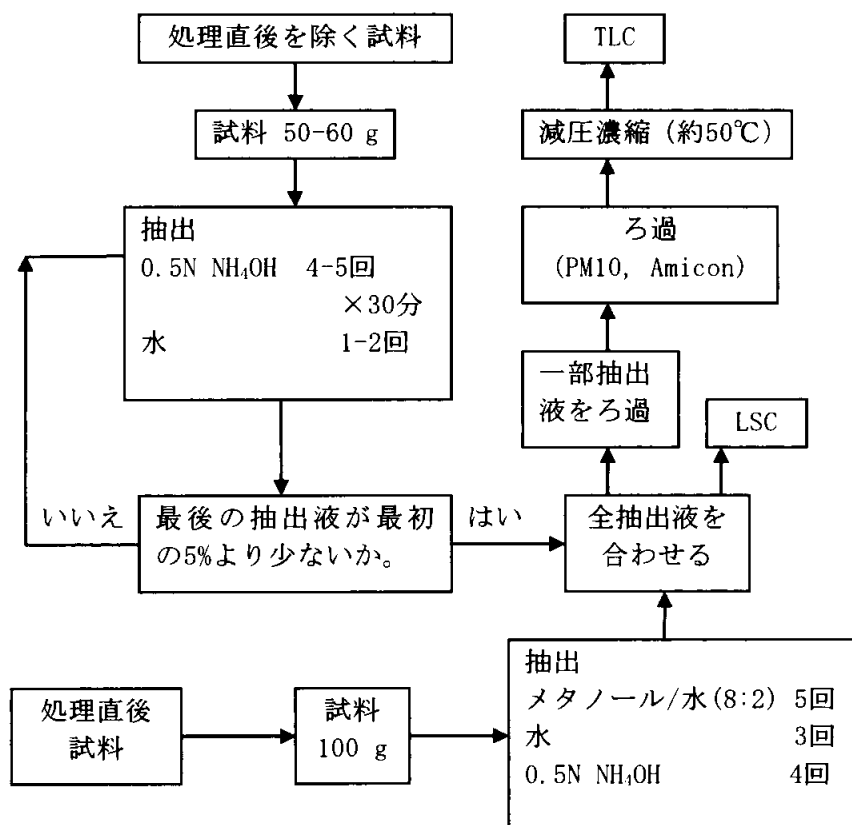 処理直後を除く試料
試料 50-60 g
抽出
0.5N NH₄OH 4-5回
×30分
水 1-2回
いいえ
最後の抽出液が最初
の5%より少ないか。
はい
TLC
減圧濃縮 (約50℃)
ろ過
(PM10, Amicon)
一部抽出
液をろ過
LSC
全抽出液を
合わせる
処理直後
試料
試料
100 g
抽出
メタノール/水(8:2) 5回
水 3回
0.5N NH₄OH 4回